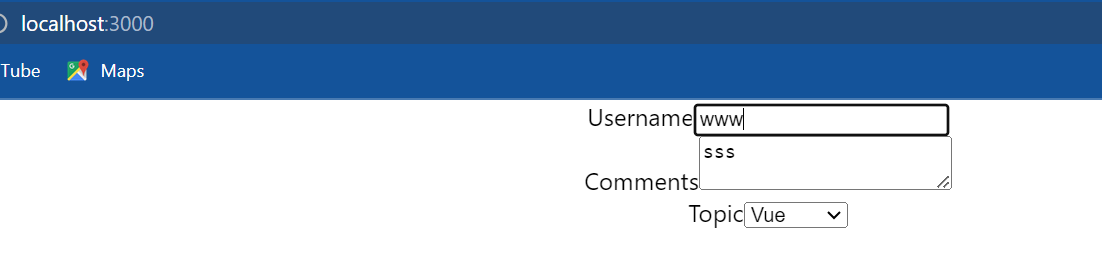 localhost:3000
Tube Maps
Username www
sss
Comments
Topic Vue